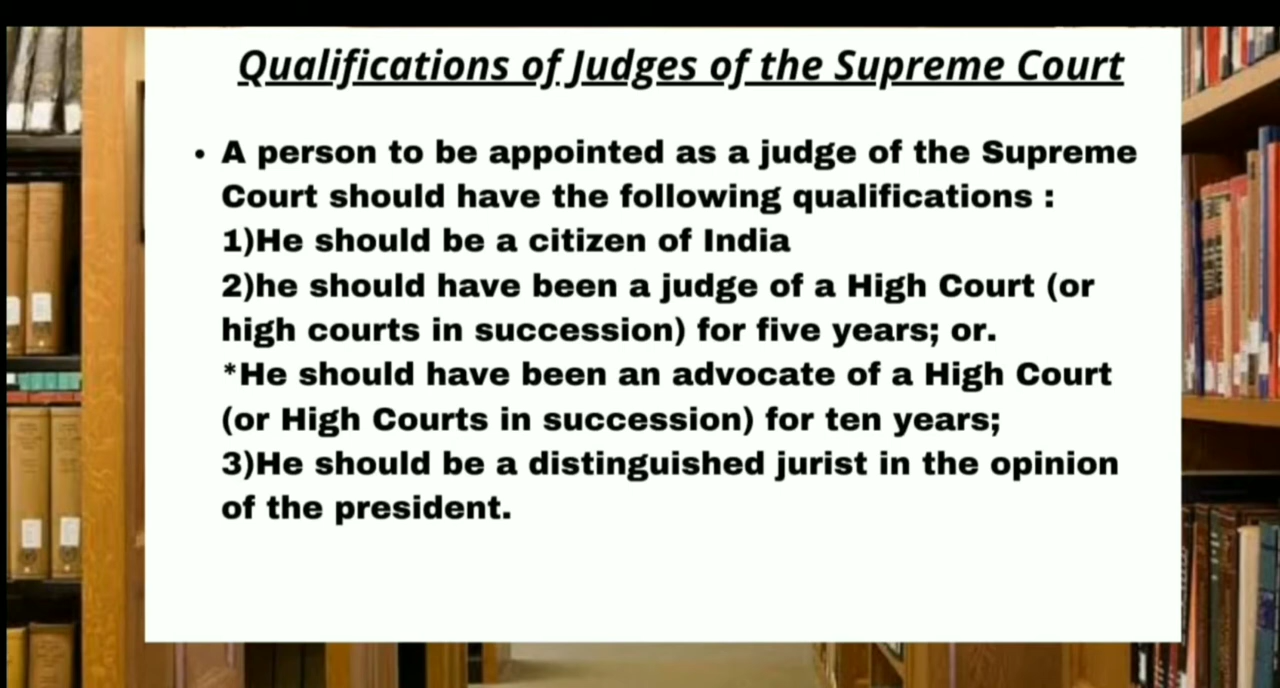 Qualifications of Judges of the Supreme Court
• A person to be appointed as a judge of the Supreme
Court should have the following qualifications :
1)He should be a citizen of India
2)he should have been a judge of a High Court (or
high courts in succession) for five years; or.
*He should have been an advocate of a High Court
(or High Courts in succession) for ten years;
3)He should be a distinguished jurist in the opinion
of the president.